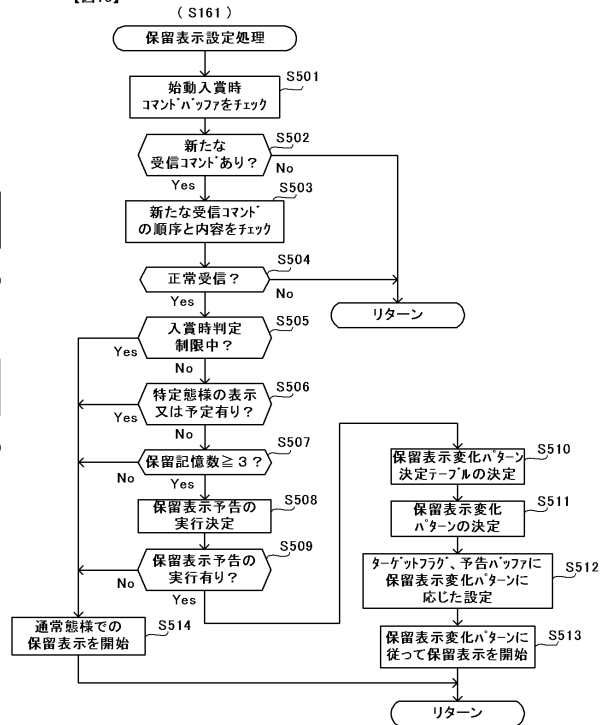 ( S161 )
保留表示設定処理
S501
始動入賞時
コマンドバッファをチェック
S502
新たな
受信コマンドあり？
No
Yes
S503
新たな受信コマンド
の順序と内容をチェック
S504
正常受信？
No
Yes
リターン
S505
入賞時判定
制限中？
Yes
No
S506
特定態様の表示
又は予定有り？
Yes
No
S507
保留記憶数≧３？
No
Yes
S508
保留表示予告の
実行決定
S509
保留表示予告の
実行有り？
No
Yes
S510
保留表示変化パターン
決定テーブルの決定
S511
保留表示変化
パターンの決定
S512
ターゲットフラグ、予告バッファに
保留表示変化パターンに
応じた設定
S513
保留表示変化パターンに
従って保留表示を開始
S514
通常態様での
保留表示を開始
リターン